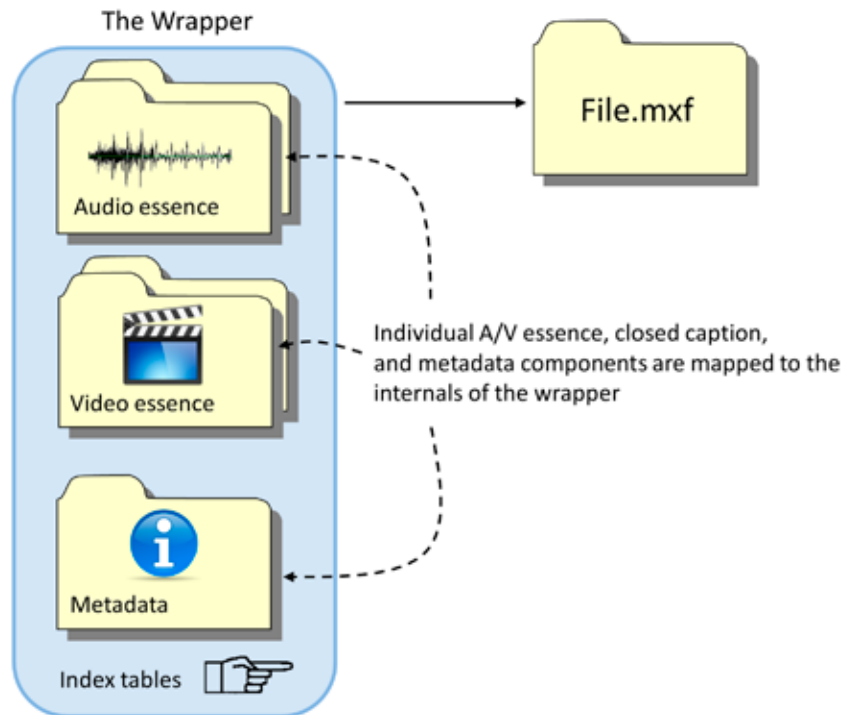 The Wrapper
File.mxf
Audio essence
Individual A/V essence, closed caption,
and metadata components are mapped to the
internals of the wrapper
Video essence
Metadata
Index tables